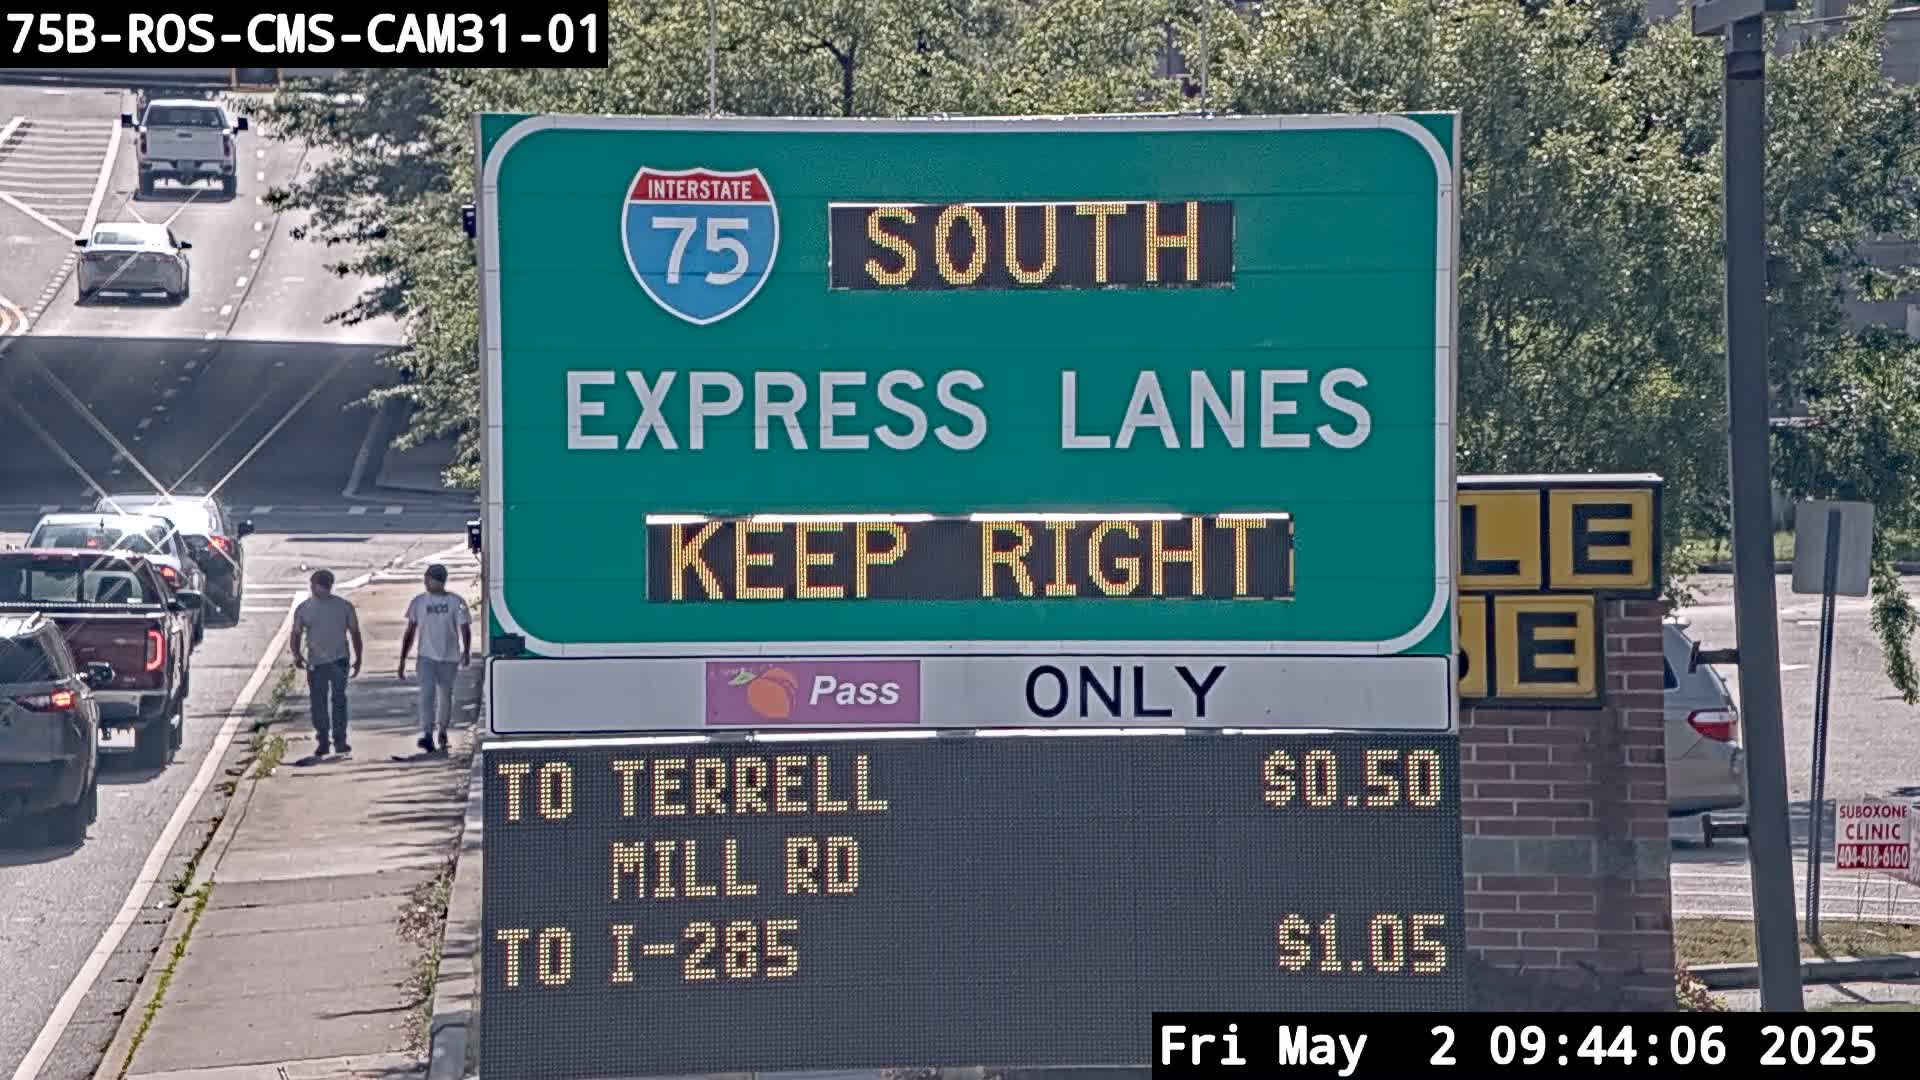 75B-ROS-CMS-CAM31-01
INTERSTATE
75
SOUTH
EXPRESS LANES
KEEP RIGHT
Pass
ONLY
TO TERRELL $0.50
MILL RD
TO I-285 $1.05
LE
E
SUBOXONE
CLINIC
404-418-6160
Fri May 2 09:44:06 2025